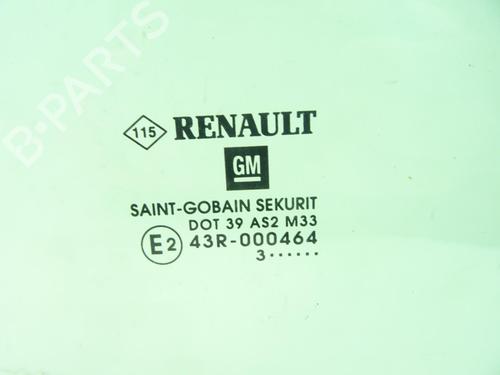 B-PARTS
115 RENAULT
GM
SAINT-GOBAIN SEKURIT
DOT 39 AS2 M33
E2 43R-000464
3······